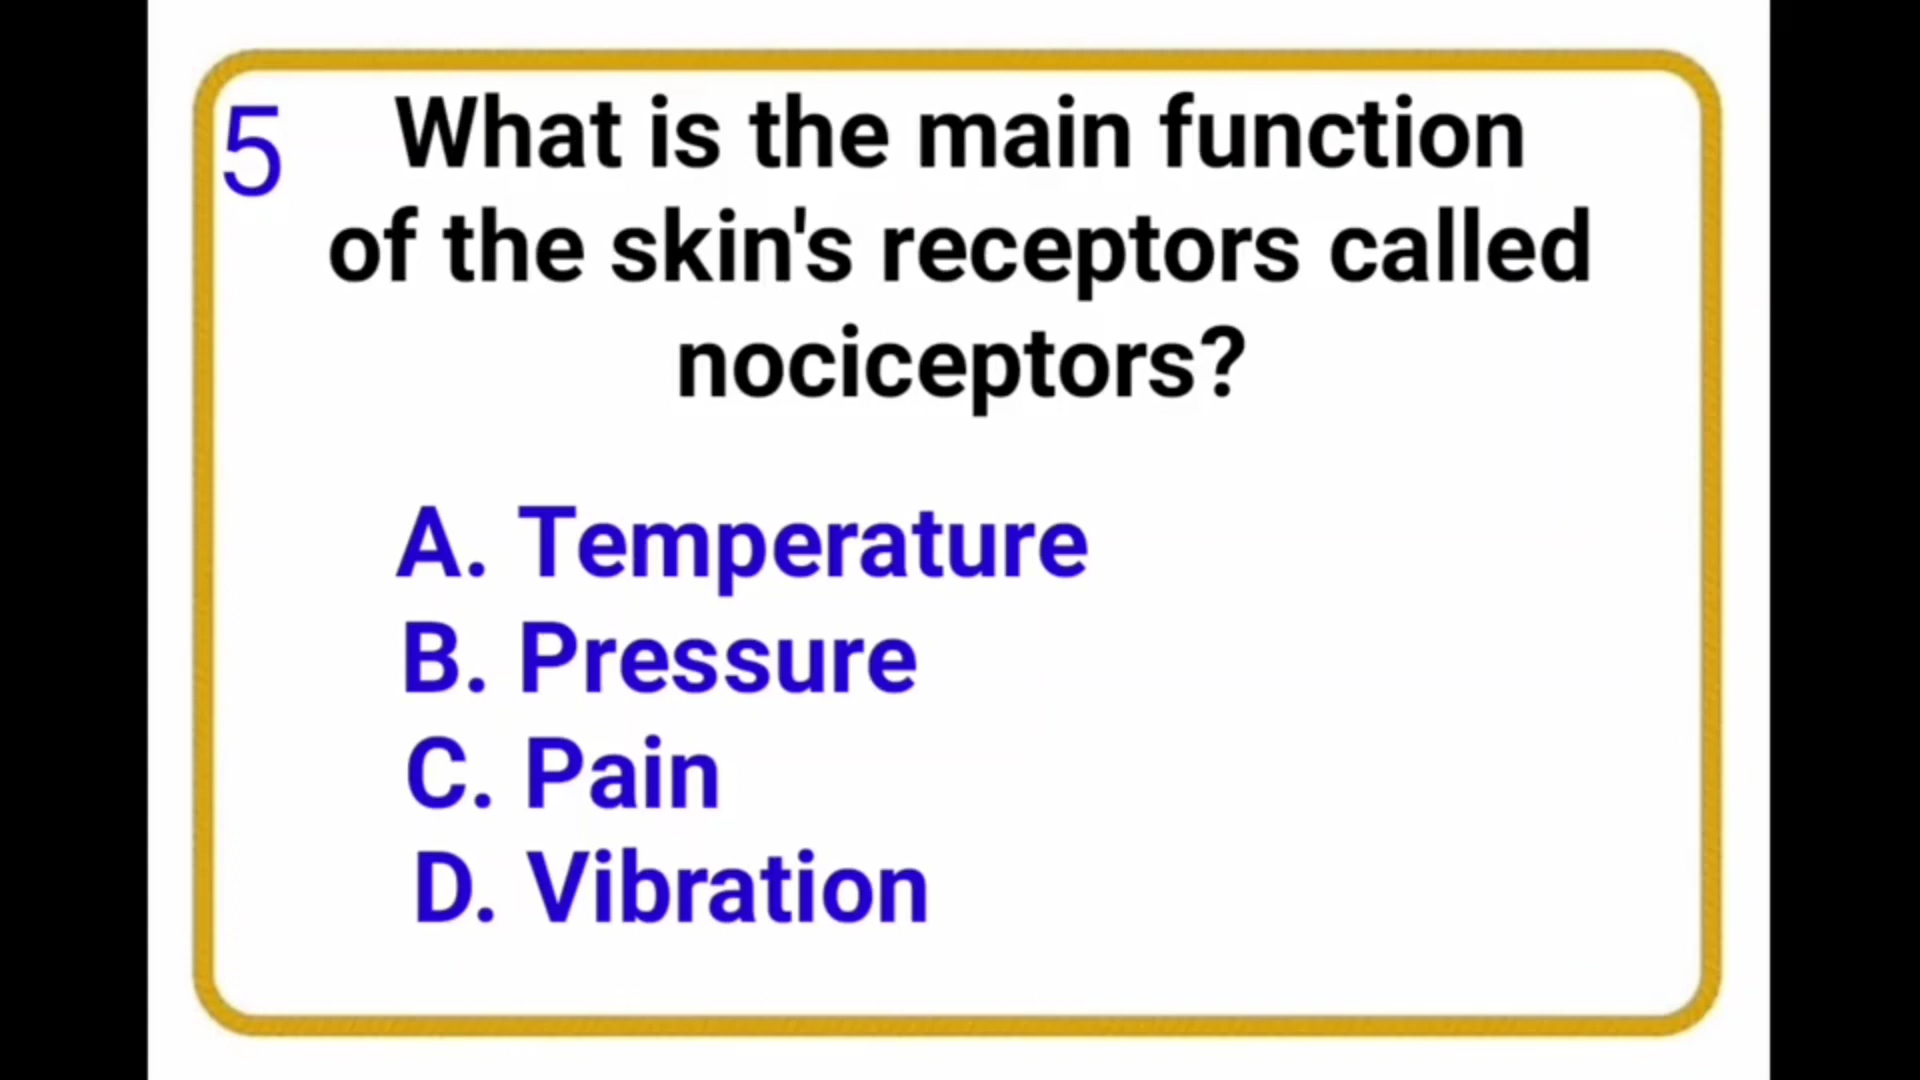 5
What is the main function
of the skin's receptors called
nociceptors?
A. Temperature
B. Pressure
C. Pain
D. Vibration